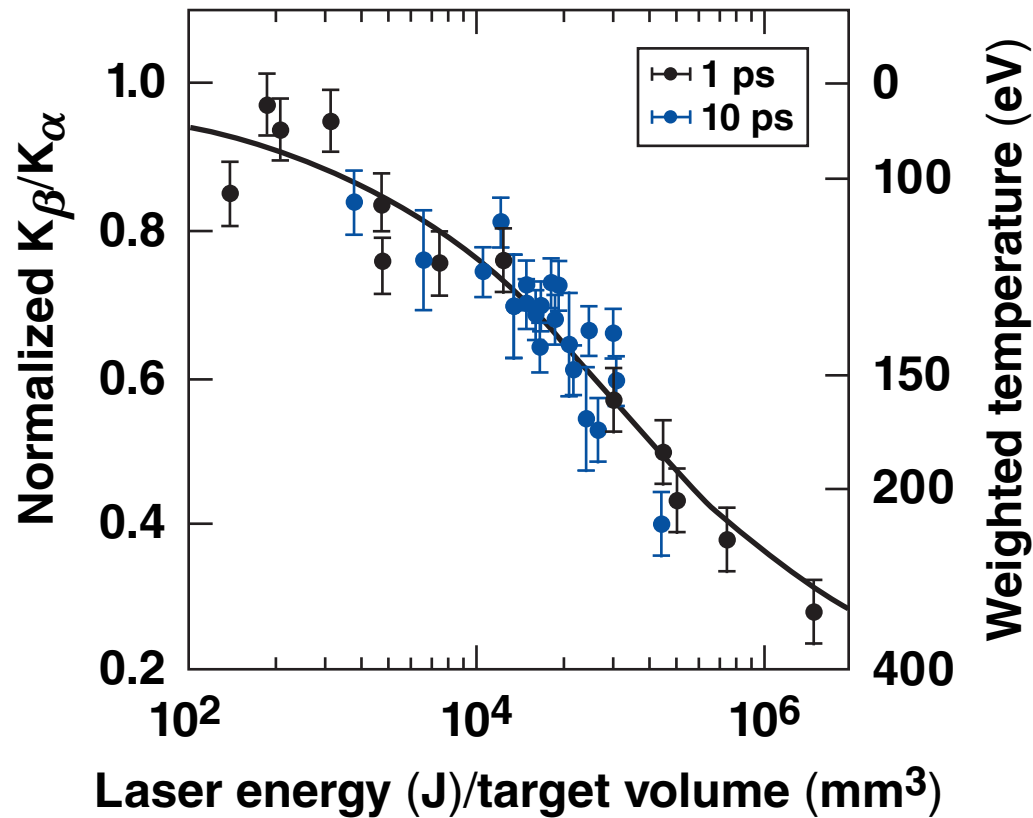 1 ps
10 ps
Normalized Kβ/Kα
1.0
0.8
0.6
0.4
0.2
0
100
150
200
400
Weighted temperature (eV)
10²
10⁴
10⁶
Laser energy (J)/target volume (mm³)